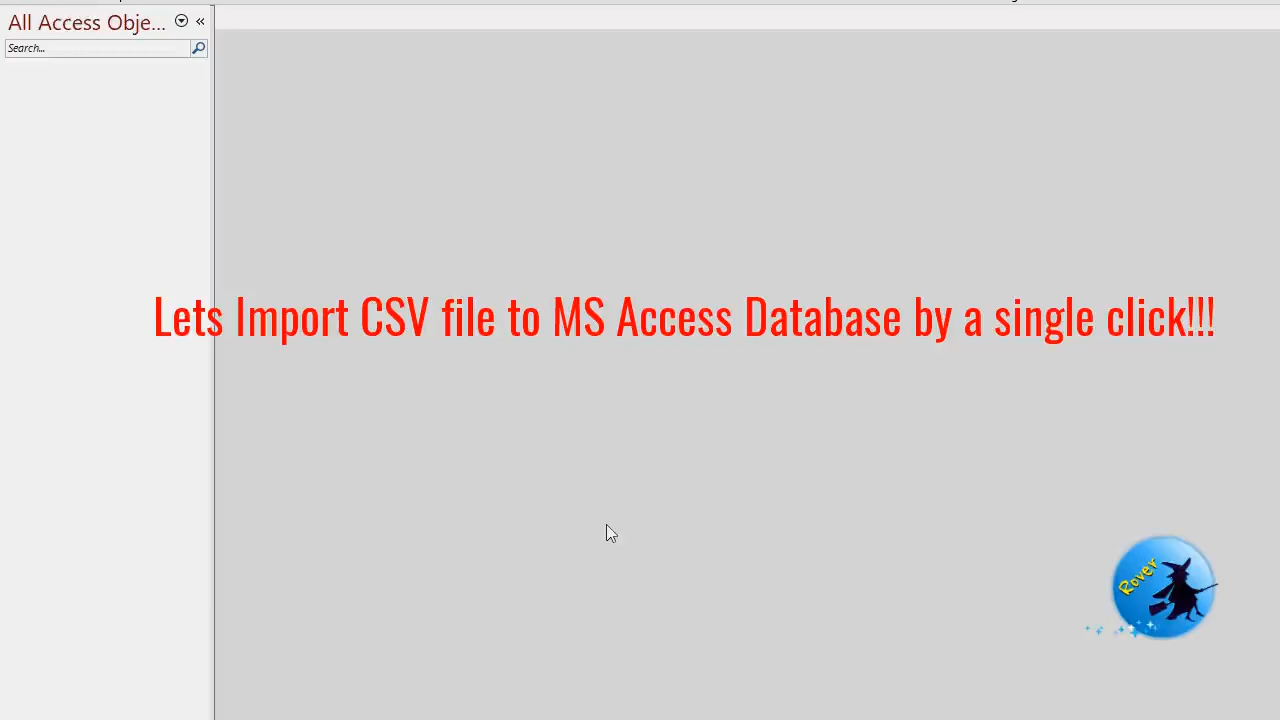 All Access Obje...
Search...
Lets Import CSV file to MS Access Database by a single click!!!
Rover